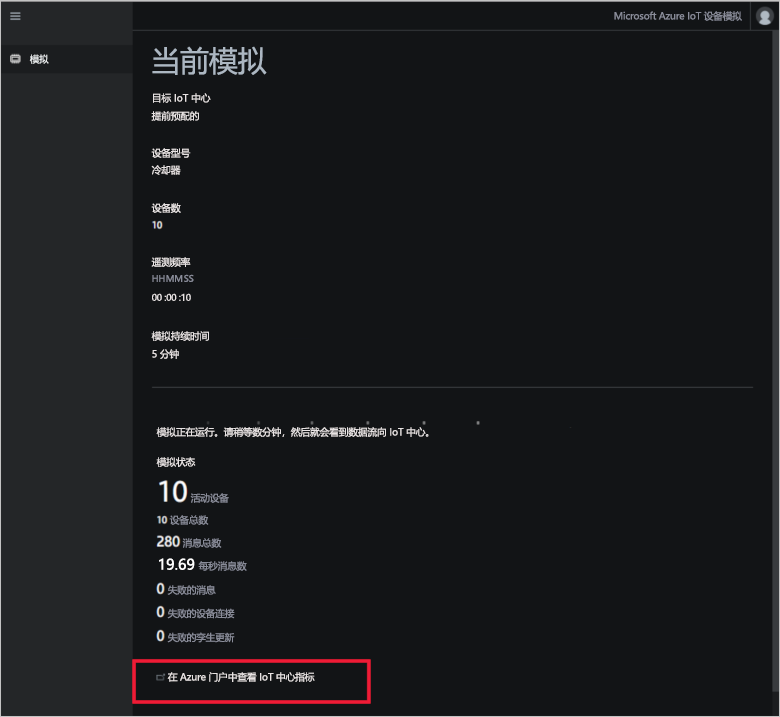 Microsoft Azure IoT 设备模拟
模拟
当前模拟
目标 IoT 中心
提前预配的
设备型号
冷却器
设备数
10
遥测频率
HHMMSS
00 :00 :10
模拟持续时间
5 分钟
模拟正在运行。请稍等数分钟，然后就会看到数据流向 IoT 中心。
模拟状态
10 活动设备
10 设备总数
280 消息总数
19.69 每秒消息数
0 失败的消息
0 失败的设备连接
0 失败的孪生更新
在 Azure 门户中查看 IoT 中心指标